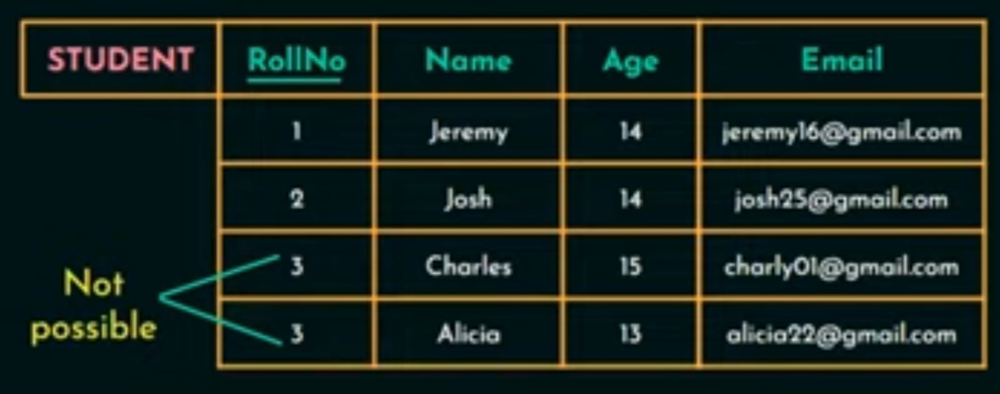 STUDENT RollNo Name Age Email
1 Jeremy 14 jeremy16@gmail.com
2 Josh 14 josh25@gmail.com
3 Charles 15 charly01@gmail.com
Not
possible
3 Alicia 13 alicia22@gmail.com